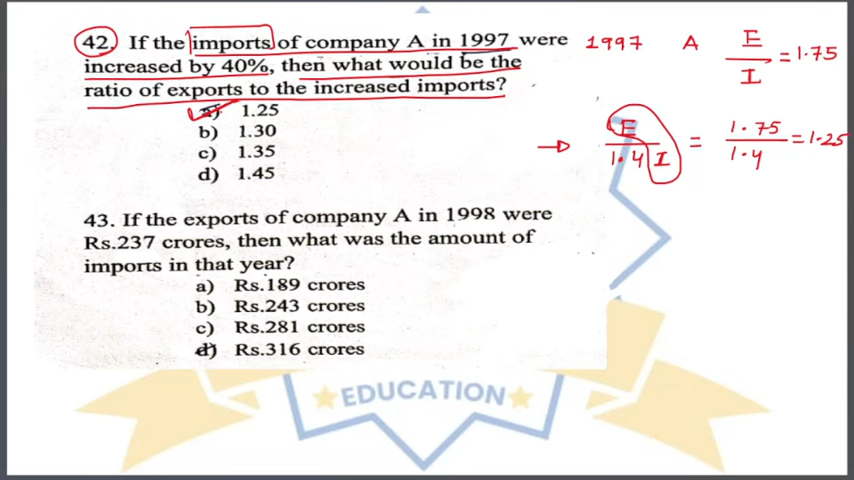 42. If the imports of company A in 1997 were
increased by 40%, then what would be the
ratio of exports to the increased imports?
a) 1.25
b) 1.30
c) 1.35
d) 1.45
1997 A E/I = 1.75
→ E/1.4 I = 1.75/1.4 = 1.25
43. If the exports of company A in 1998 were
Rs.237 crores, then what was the amount of
imports in that year?
a) Rs.189 crores
b) Rs.243 crores
c) Rs.281 crores
d) Rs.316 crores
EDUCATION